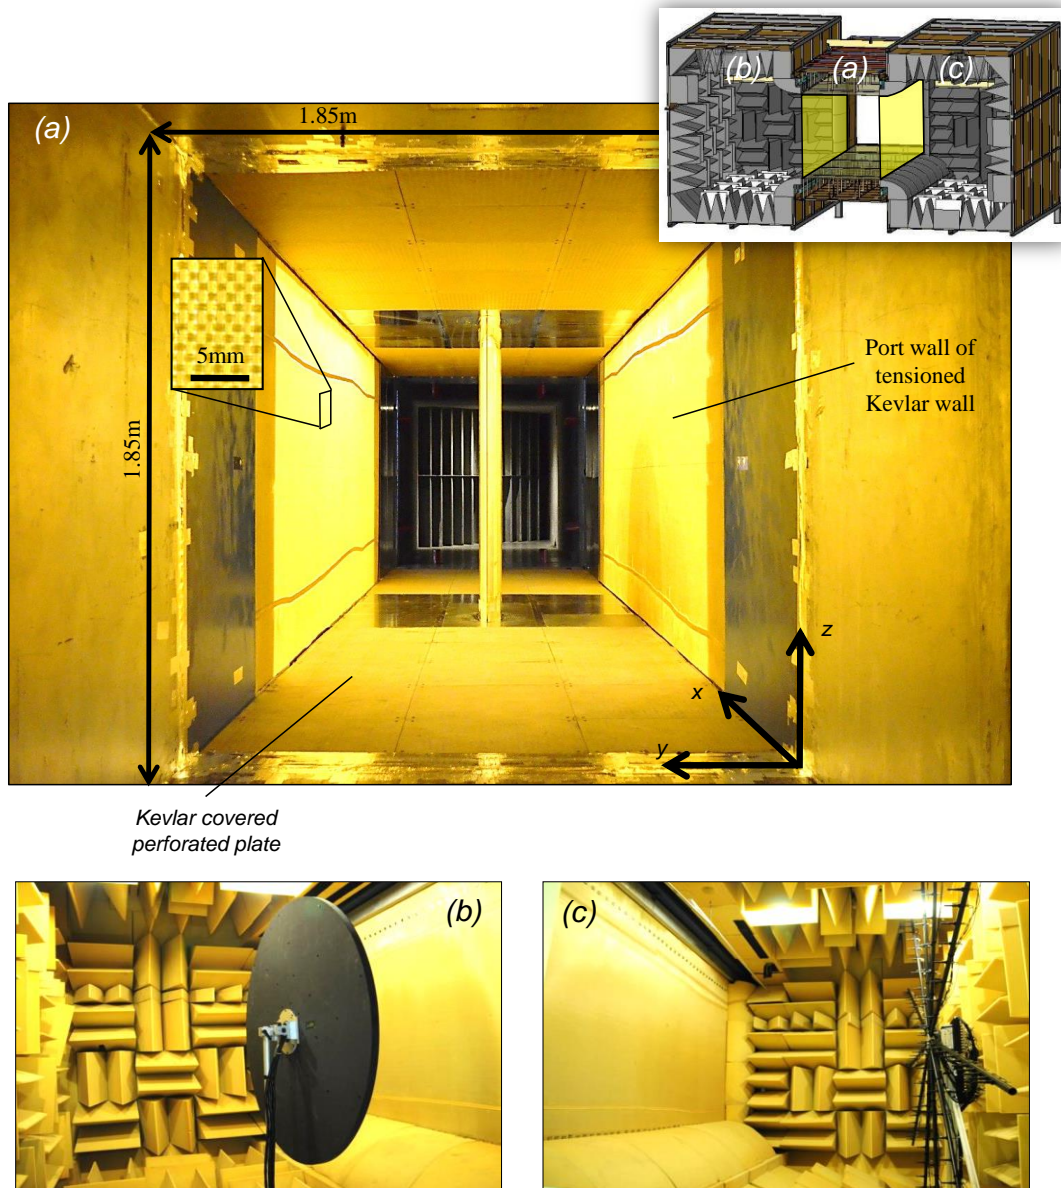 (b)
(a)
(c)
(a)
1.85m
5mm
1.85m
Port wall of
tensioned
Kevlar wall
z
x
y
Kevlar covered
perforated plate
(b)
(c)